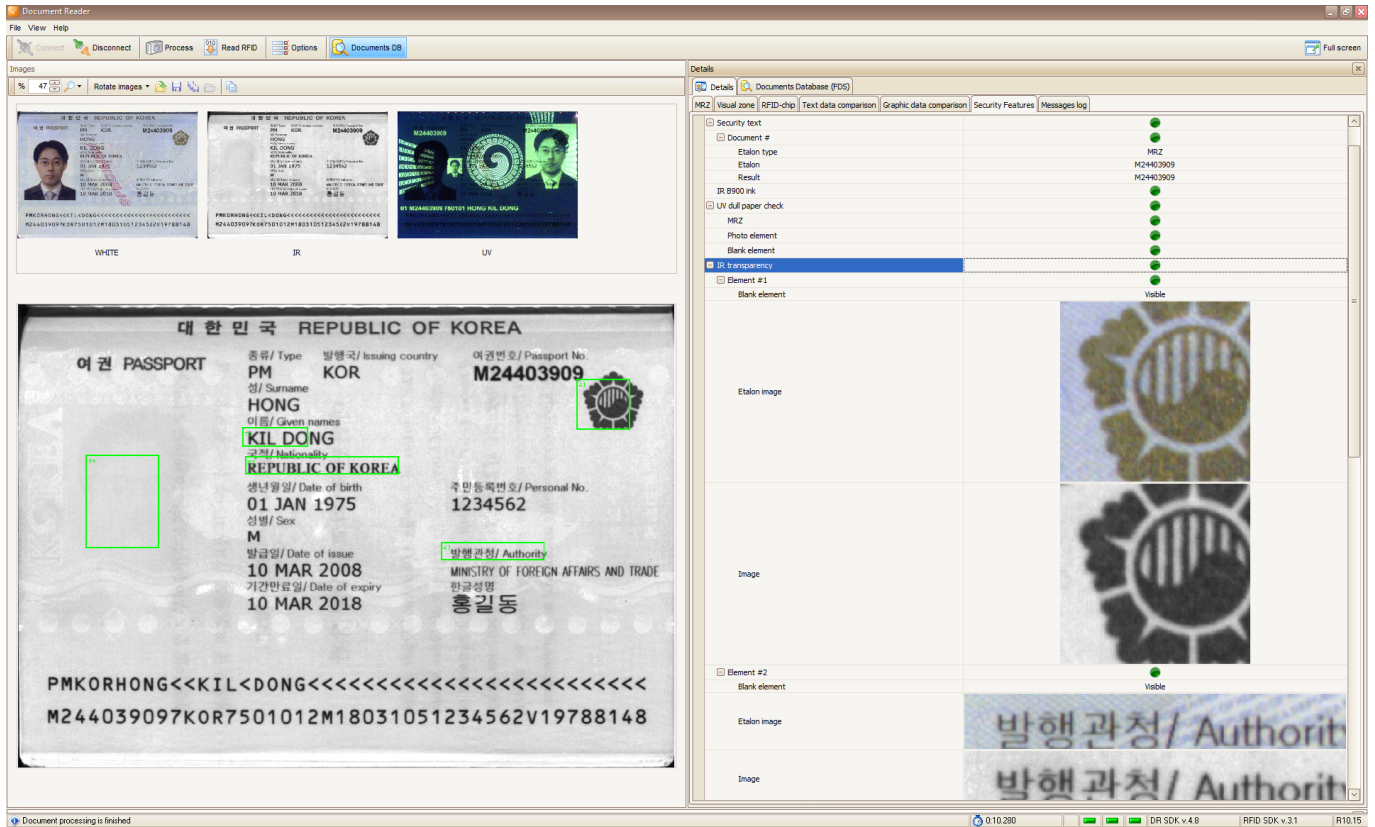 Document Reader
File View Help
Connect Disconnect Process Read RFID Options Documents DB Full screen
Images
% 47 Rotate images
WHITE IR UV
대한민국 REPUBLIC OF KOREA
여권 PASSPORT
종류/ Type 발행국/ Issuing country 여권번호/ Passport No.
PM KOR M24403909
성/ Surname
HONG
이름/ Given names
KIL DONG
국적/ Nationality
REPUBLIC OF KOREA
생년월일/ Date of birth 주민등록번호/ Personal No.
01 JAN 1975 1234562
성별/ Sex
M
발급일/ Date of issue 발행관청/ Authority
10 MAR 2008 MINISTRY OF FOREIGN AFFAIRS AND TRADE
기간만료일/ Date of expiry 한글성명
10 MAR 2018 홍길동
PMKORHONG<<KIL<DONG<<<<<<<<<<<<<<<<<<<<<<<<<
M244039097KOR7501012M18031051234562V19788148
Details
Details Documents Database (FDS)
MRZ Visual zone RFID-chip Text data comparison Graphic data comparison Security Features Messages log
Security text
Document #
Etalon type MRZ
Etalon M24403909
Result M24403909
IR B900 ink
UV dull paper check
MRZ
Photo element
Blank element
IR transparency
Element #1
Blank element Visible
Etalon image
Image
Element #2
Blank element Visible
Etalon image 발행관청/ Authority
Image 발행관청/ Authority
Document processing is finished 0:10.280 DR SDK v.4.8 RFID SDK v.3.1 R10.15